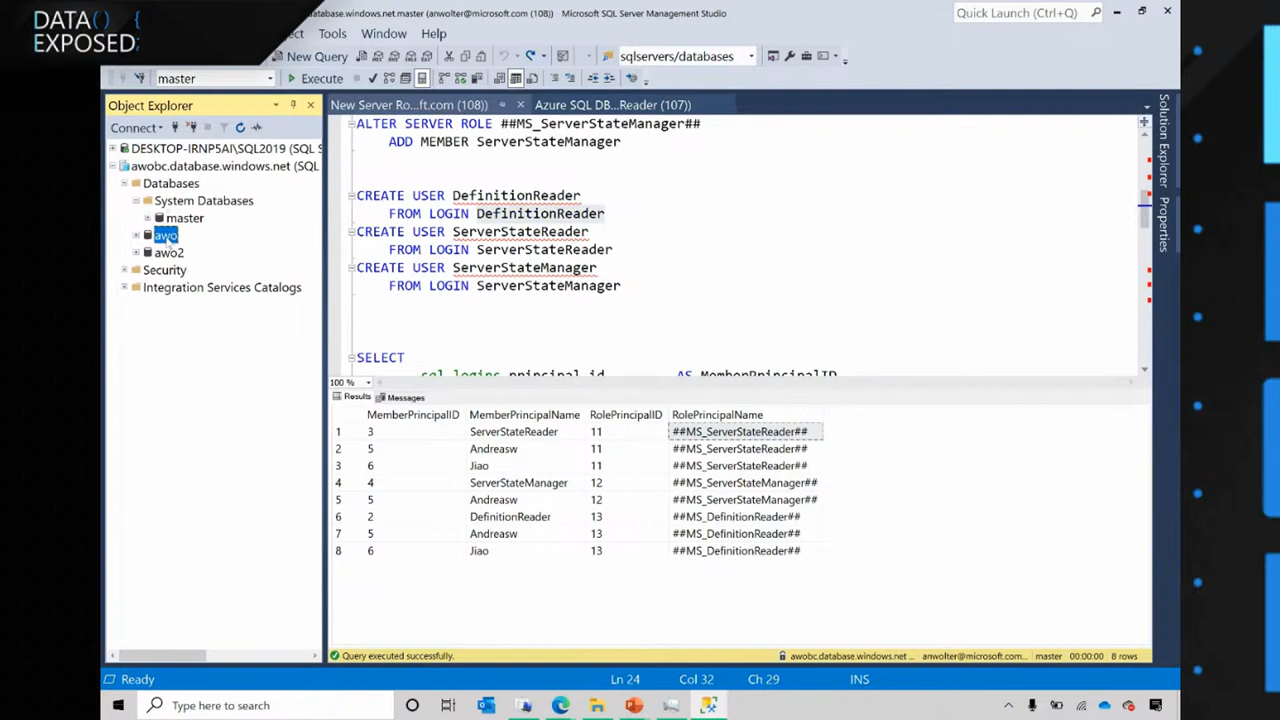 DATA() {
EXPOSED; }
.database.windows.net.master (anwolter@microsoft.com (108)) - Microsoft SQL Server Management Studio
Quick Launch (Ctrl+Q)
ect Tools Window Help
New Query
sqlservers/databases
master
Execute
Object Explorer
New Server Ro...ft.com (108))
Azure SQL DB...Reader (107))
Connect
DESKTOP-IRNP5AI\SQL2019 (SQL S
awobc.database.windows.net (SQL
Databases
System Databases
master
awo
awo2
Security
Integration Services Catalogs
ALTER SERVER ROLE ##MS_ServerStateManager##
ADD MEMBER ServerStateManager
CREATE USER DefinitionReader
FROM LOGIN DefinitionReader
CREATE USER ServerStateReader
FROM LOGIN ServerStateReader
CREATE USER ServerStateManager
FROM LOGIN ServerStateManager
SELECT
sql_logins.principal_id AS MemberPrincipalID
100 %
Results Messages
MemberPrincipalID MemberPrincipalName RolePrincipalID RolePrincipalName
1 3 ServerStateReader 11 ##MS_ServerStateReader##
2 5 Andreasw 11 ##MS_ServerStateReader##
3 6 Jiao 11 ##MS_ServerStateReader##
4 4 ServerStateManager 12 ##MS_ServerStateManager##
5 5 Andreasw 12 ##MS_ServerStateManager##
6 2 DefinitionReader 13 ##MS_DefinitionReader##
7 5 Andreasw 13 ##MS_DefinitionReader##
8 6 Jiao 13 ##MS_DefinitionReader##
Query executed successfully.
awobc.database.windows.net ... anwolter@microsoft.com... master 00:00:00 8 rows
Solution Explorer
Properties
Ready
Ln 24 Col 32 Ch 29 INS
Type here to search